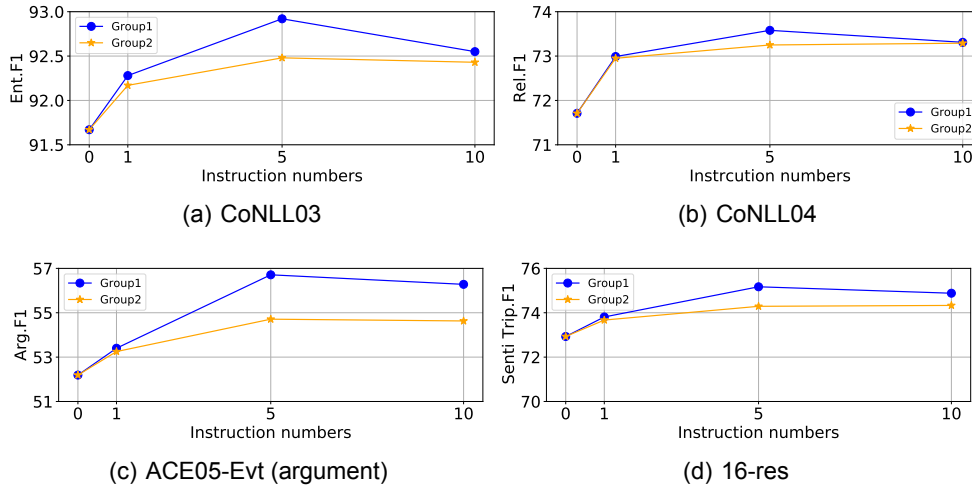 93.0
92.5
92.0
91.5
Ent.F1
Group1
Group2
0 1 5 10
Instruction numbers
(a) CoNLL03
74
73
72
71
Rel.F1
Group1
Group2
0 1 5 10
Instrcution numbers
(b) CoNLL04
57
55
53
51
Arg.F1
Group1
Group2
0 1 5 10
Instruction numbers
(c) ACE05-Evt (argument)
76
74
72
70
Senti Trip.F1
Group1
Group2
0 1 5 10
Instruction numbers
(d) 16-res